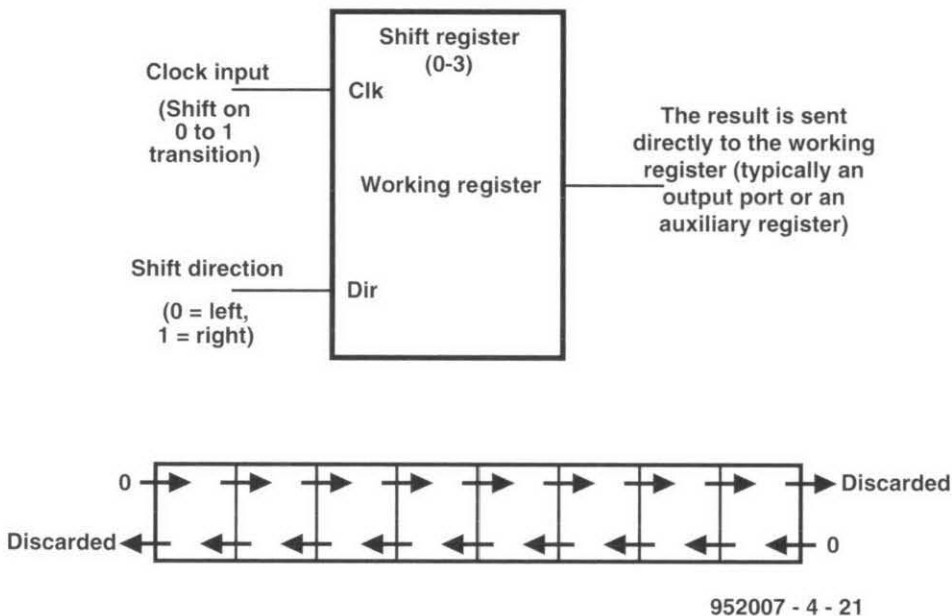 Shift register
(0-3)
Clock input
Clk
(Shift on
0 to 1
transition)
The result is sent
directly to the working
register (typically an
output port or an
auxiliary register)
Working register
Shift direction
Dir
(0 = left,
1 = right)
0
Discarded
Discarded
0
952007 - 4 - 21